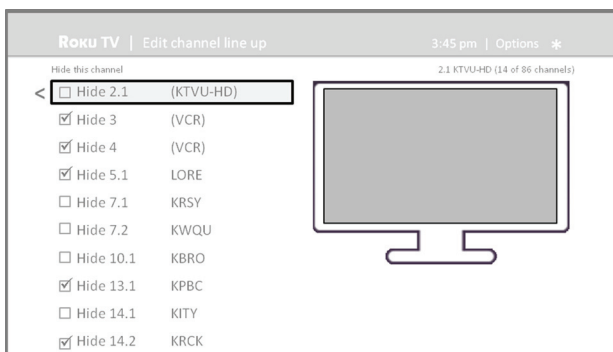 ROKU TV | Edit channel line up 3:45 pm | Options ✱
Hide this channel 2.1 KTVU-HD (14 of 86 channels)
< ☐ Hide 2.1 (KTVU-HD)
☑ Hide 3 (VCR)
☑ Hide 4 (VCR)
☑ Hide 5.1 LORE
☐ Hide 7.1 KRSY
☐ Hide 7.2 KWQU
☐ Hide 10.1 KBRO
☑ Hide 13.1 KPBC
☐ Hide 14.1 KITY
☑ Hide 14.2 KRCK